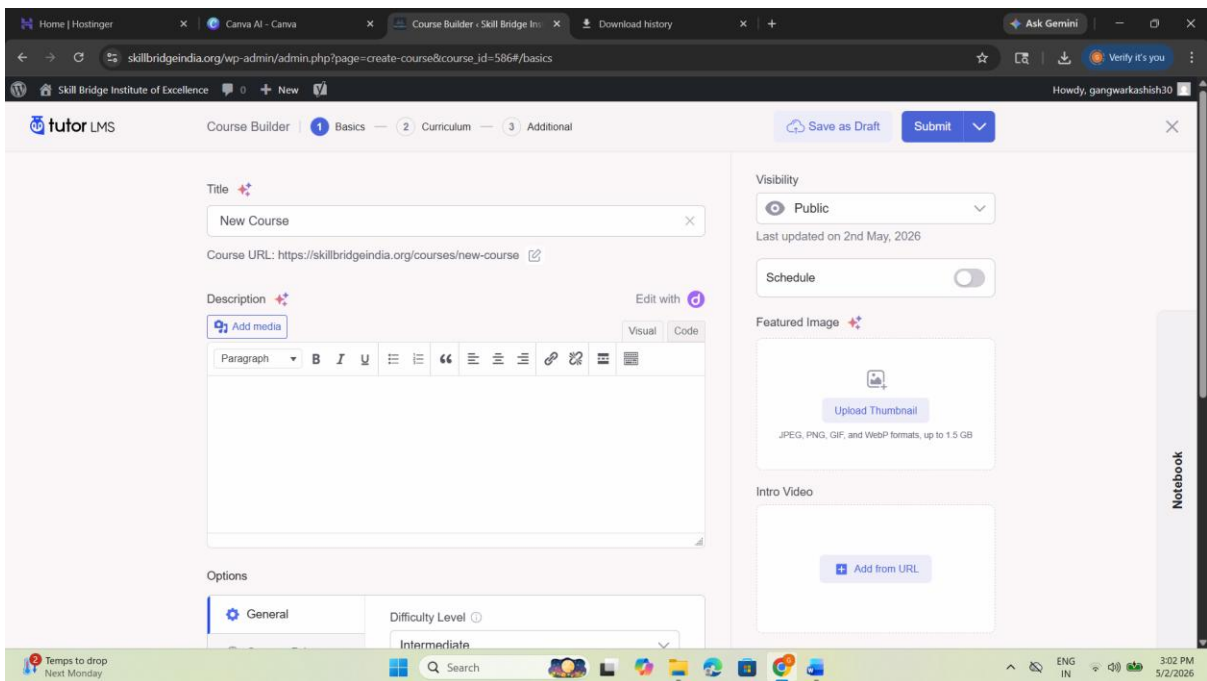 Home | Hostinger
Canva AI - Canva
Course Builder ‹ Skill Bridge Ins
Download history
Ask Gemini
skillbridgeindia.org/wp-admin/admin.php?page=create-course&course_id=586#/basics
Verify it's you
Skill Bridge Institute of Excellence 0 + New
Howdy, gangwarkashish30
tutor LMS
Course Builder | 1 Basics — 2 Curriculum — 3 Additional
Save as Draft
Submit
Title
New Course
Course URL: https://skillbridgeindia.org/courses/new-course
Description
Edit with
Add media
Visual Code
Paragraph B I U
Options
General
Difficulty Level
Intermediate
Visibility
Public
Last updated on 2nd May, 2026
Schedule
Featured Image
Upload Thumbnail
JPEG, PNG, GIF, and WebP formats, up to 1.5 GB
Intro Video
Add from URL
Notebook
2
Temps to drop
Next Monday
Search
ENG
IN
3:02 PM
5/2/2026